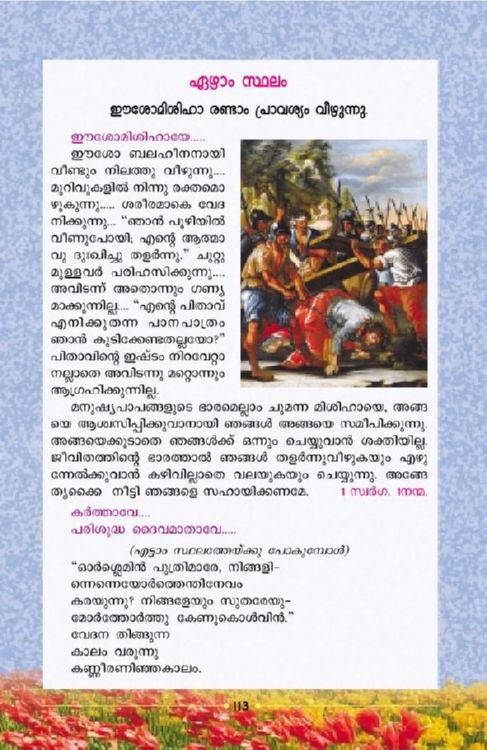 ഏഴാം സ്ഥലം
ഈശോമിശിഹാ രണ്ടാം പ്രാവശ്യം വീഴുന്നു.
ഈശോമിശിഹായേ.....
ഈശോ ബലഹീനനായി
വീണ്ടും നിലത്തു വീഴുന്നു....
മുറിവുകളിൽ നിന്നു രക്തമൊ
ഴുകുന്നു..... ശരീരമാകെ വേദ
നിക്കുന്നു... “ഞാൻ പൂഴിയിൽ
വീണുപോയി; എന്റെ ആത്മാ
വു ദുഃഖിച്ചു തളർന്നു.” ചുറ്റു
മുള്ളവർ പരിഹസിക്കുന്നു....
അവിടന്ന് അതൊന്നും ഗണ്യ
മാക്കുന്നില്ല.... “എന്റെ പിതാവ്
എനിക്കുതന്ന പാനപാത്രം
ഞാൻ കുടിക്കേണ്ടതല്ലയോ?”
പിതാവിന്റെ ഇഷ്ടം നിറവേറ്റാ
നല്ലാതെ അവിടന്നു മറ്റൊന്നും
ആഗ്രഹിക്കുന്നില്ല.
മനുഷ്യപാപങ്ങളുടെ ഭാരമെല്ലാം ചുമന്ന മിശിഹായെ, അങ്ങ
യെ ആശ്വസിപ്പിക്കുവാനായി ഞങ്ങൾ അങ്ങയെ സമീപിക്കുന്നു.
അങ്ങയെക്കൂടാതെ ഞങ്ങൾക്ക് ഒന്നും ചെയ്യുവാൻ ശക്തിയില്ല.
ജീവിതത്തിന്റെ ഭാരത്താൽ ഞങ്ങൾ തളർന്നുവീഴുകയും എഴു
ന്നേൽക്കുവാൻ കഴിവില്ലാതെ വലയുകയും ചെയ്യുന്നു. അങ്ങേ
തൃക്കൈ നീട്ടി ഞങ്ങളെ സഹായിക്കണമേ. 1 സ്വർഗ. 1നന്മ.
കർത്താവേ....
പരിശുദ്ധ ദൈവമാതാവേ.....
(എട്ടാം സ്ഥലത്തേയ്ക്കു പോകുമ്പോൾ)
“ഓർശ്ലെമിൻ പുത്രിമാരേ, നിങ്ങളി-
ന്നെന്നെയോർത്തെന്തിനേവം
കരയുന്നു? നിങ്ങളേയും സുതരേയു-
മോർത്തോർത്തു കേണുകൊൾവിൻ.”
വേദന തിങ്ങുന്ന
കാലം വരുന്നു
കണ്ണീരണിഞ്ഞകാലം.
113